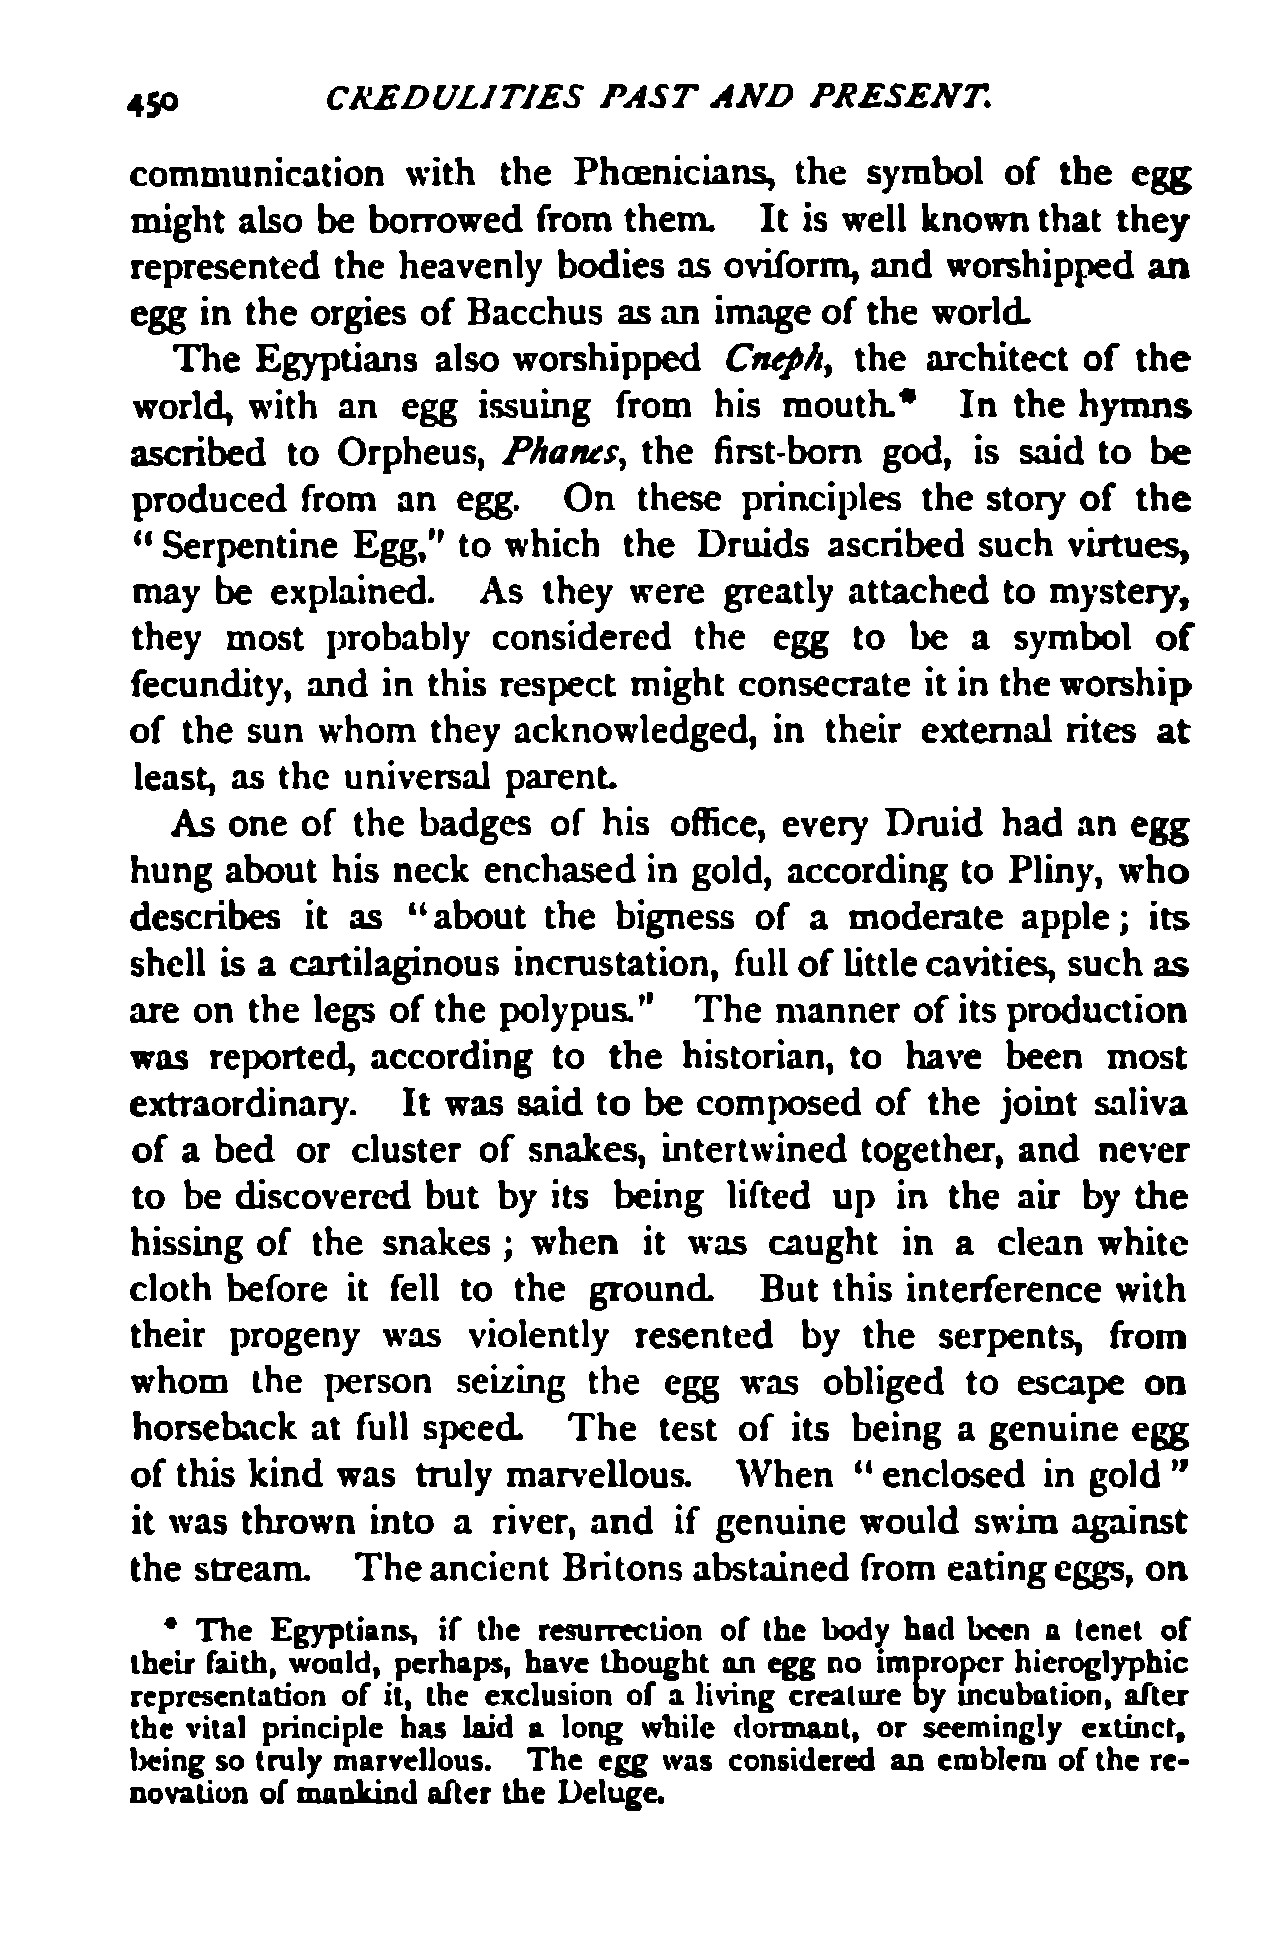 450 CREDULITIES PAST AND PRESENT.
communication with the Phœnicians, the symbol of the egg
might also be borrowed from them. It is well known that they
represented the heavenly bodies as oviform, and worshipped an
egg in the orgies of Bacchus as an image of the world.
The Egyptians also worshipped Cneph, the architect of the
world, with an egg issuing from his mouth.* In the hymns
ascribed to Orpheus, Phanes, the first-born god, is said to be
produced from an egg. On these principles the story of the
“Serpentine Egg,” to which the Druids ascribed such virtues,
may be explained. As they were greatly attached to mystery,
they most probably considered the egg to be a symbol of
fecundity, and in this respect might consecrate it in the worship
of the sun whom they acknowledged, in their external rites at
least, as the universal parent.
As one of the badges of his office, every Druid had an egg
hung about his neck enchased in gold, according to Pliny, who
describes it as “about the bigness of a moderate apple; its
shell is a cartilaginous incrustation, full of little cavities, such as
are on the legs of the polypus.” The manner of its production
was reported, according to the historian, to have been most
extraordinary. It was said to be composed of the joint saliva
of a bed or cluster of snakes, intertwined together, and never
to be discovered but by its being lifted up in the air by the
hissing of the snakes; when it was caught in a clean white
cloth before it fell to the ground. But this interference with
their progeny was violently resented by the serpents, from
whom the person seizing the egg was obliged to escape on
horseback at full speed. The test of its being a genuine egg
of this kind was truly marvellous. When “enclosed in gold”
it was thrown into a river, and if genuine would swim against
the stream. The ancient Britons abstained from eating eggs, on
* The Egyptians, if the resurrection of the body had been a tenet of
their faith, would, perhaps, have thought an egg no improper hieroglyphic
representation of it, the exclusion of a living creature by incubation, after
the vital principle has laid a long while dormant, or seemingly extinct,
being so truly marvellous. The egg was considered an emblem of the re-
novation of mankind after the Deluge.